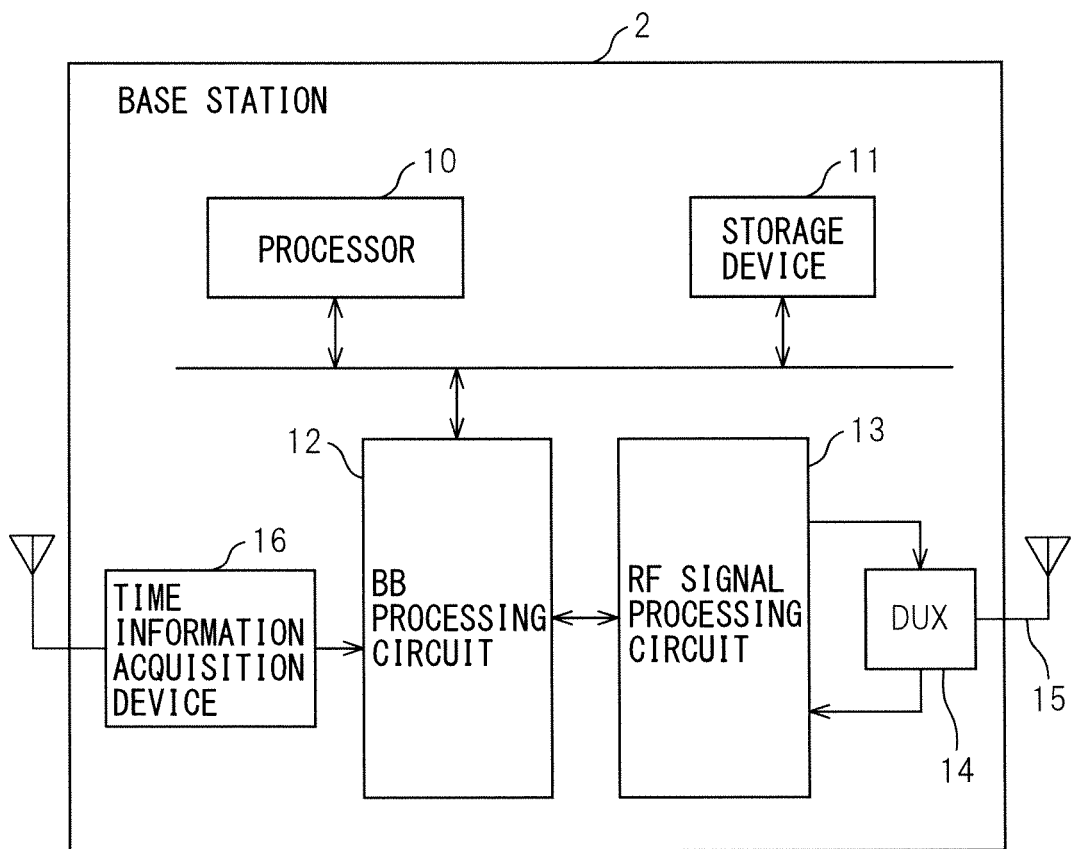 2
BASE STATION
10
PROCESSOR
11
STORAGE
DEVICE
12
BB
PROCESSING
CIRCUIT
13
RF SIGNAL
PROCESSING
CIRCUIT
16
TIME
INFORMATION
ACQUISITION
DEVICE
DUX
15
14